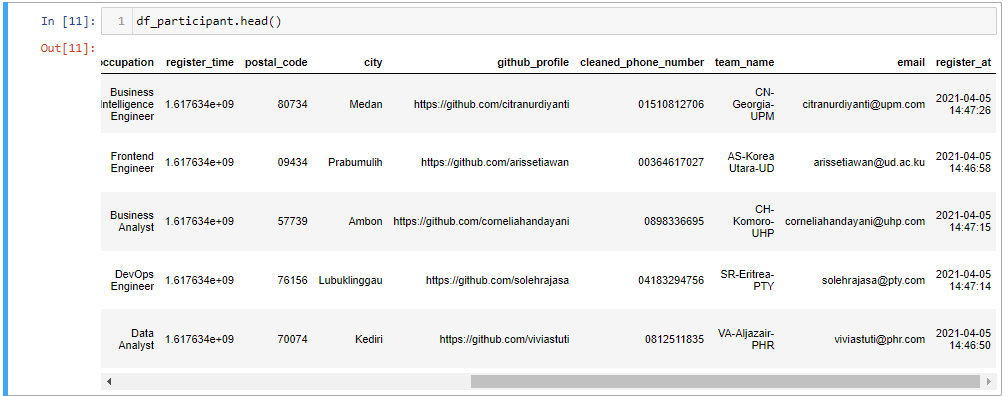 In [11]: 1 df_participant.head()
Out[11]:
occupation register_time postal_code city github_profile cleaned_phone_number team_name email register_at
Business Intelligence Engineer 1.617634e+09 80734 Medan https://github.com/citranurdiyanti 01510812706 CN-Georgia-UPM citranurdiyanti@upm.com 2021-04-05 14:47:26
Frontend Engineer 1.617634e+09 09434 Prabumulih https://github.com/arissetiawan 00364617027 AS-Korea Utara-UD arissetiawan@ud.ac.ku 2021-04-05 14:46:58
Business Analyst 1.617634e+09 57739 Ambon https://github.com/corneliahandayani 0898336695 CH-Komoro-UHP corneliahandayani@uhp.com 2021-04-05 14:47:15
DevOps Engineer 1.617634e+09 76156 Lubuklinggau https://github.com/solehrajasa 04183294756 SR-Eritrea-PTY solehrajasa@pty.com 2021-04-05 14:47:14
Data Analyst 1.617634e+09 70074 Kediri https://github.com/viviastuti 0812511835 VA-Aljazair-PHR viviastuti@phr.com 2021-04-05 14:46:50